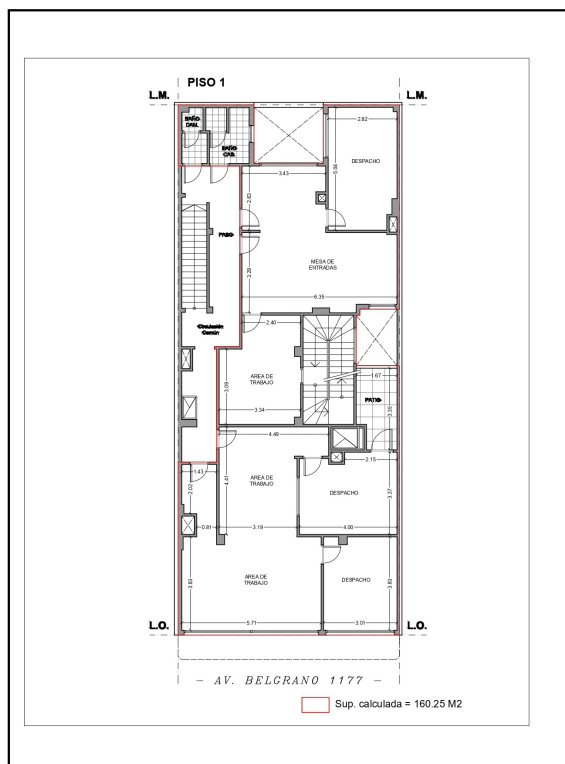 PISO 1
L.M.
L.M.
BAÑO
DAM.
BAÑO
CAB.
2.82
DESPACHO
5.04
3.43
2.63
PASO
MESA DE
ENTRADAS
3.29
6.35
Circulación
Común
2.40
AREA DE
TRABAJO
3.09
3.34
1.67
PATIO
3.35
4.49
AREA DE
TRABAJO
4.41
3.19
2.15
DESPACHO
3.37
4.00
1.43
2.02
0.81
AREA DE
TRABAJO
3.83
5.71
DESPACHO
3.83
3.01
L.O.
L.O.
- AV. BELGRANO 1177 -
Sup. calculada = 160.25 M2